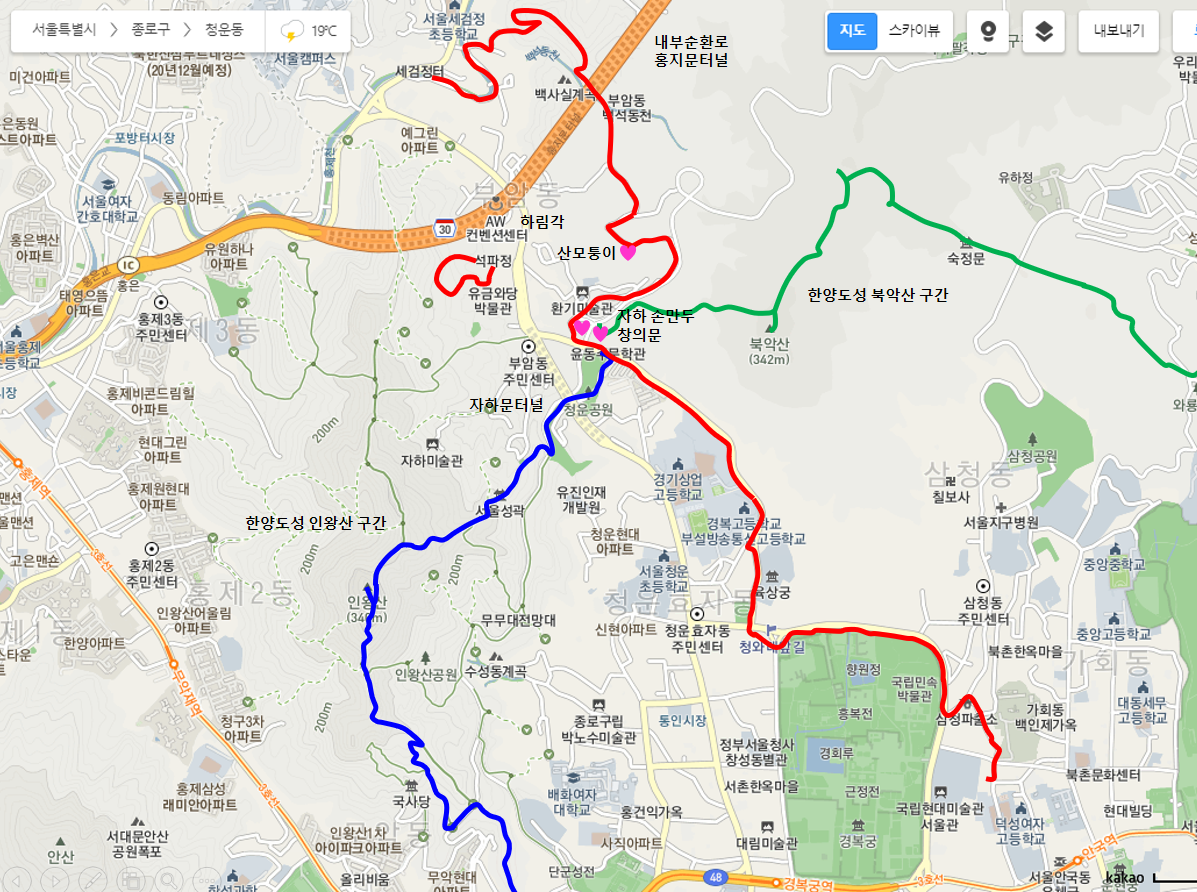 서울특별시
종로구
청운동
19℃
지도
스카이뷰
내보내기
서울세검정
초등학교
내부순환로
홍지문터널
미건아파트
(20년12월예정)
서울캠퍼스
세검정터
백사실계곡
부암동
백석동천
포방터시장
예그린
아파트
홍제천
홍지문터널
서울여자
간호대학교
동림아파트
부암동
유하정
홍은벽산
아파트
30
AW
컨벤션센터
하림각
산모퉁이
숙정문
유원하나
아파트
IC
홍은
석파정
태영으뜸
아파트
유금와당
박물관
환기미술관
한양도성 북악산 구간
홍제3동
주민센터
자하 손만두
창의문
북악산
(342m)
윤동주문학관
부암동
주민센터
홍제비콘드림힐
아파트
자하문터널
청운공원
200m
현대그린
아파트
자하미술관
삼청공원
삼청동
경기상업
고등학교
홍제역
홍제원현대
아파트
유진인재
개발원
칠보사
서울성곽
한양도성 인왕산 구간
경복고등학교
부설방송통신고등학교
서울지구병원
청운현대
아파트
고은맨숀
3호선
홍제2동
주민센터
200m
200m
서울청운
초등학교
육상궁
중앙중학교
홍제2동
인왕산
청운효자동
삼청동
주민센터
인왕산어울림
아파트
무무대전망대
신현아파트
청운효자동
주민센터
청와대앞길
중앙고등학교
한양아파트
북촌한옥마을
가회동
인왕산공원
수성동계곡
향원정
국립민속
박물관
무악재역
200m
대동세무
고등학교
청구3차
아파트
종로구립
박노수미술관
통인시장
흥복전
삼청파출소
가회동
백인제가옥
정부서울청사
창성동별관
경회루
북촌문화센터
홍제삼성
래미안아파트
3호선
국사당
배화여자
대학교
서촌한옥마을
근정전
홍건익가옥
국립현대미술관
서울관
현대빌딩
서대문안산
공원폭포
인왕산1차
아이파크아파트
사직아파트
대림미술관
경복궁
덕성여자
고등학교
안국역
안산
올리비움
무악현대
아파트
단군성전
48
경복궁역
3호선
서울안국동
kakao